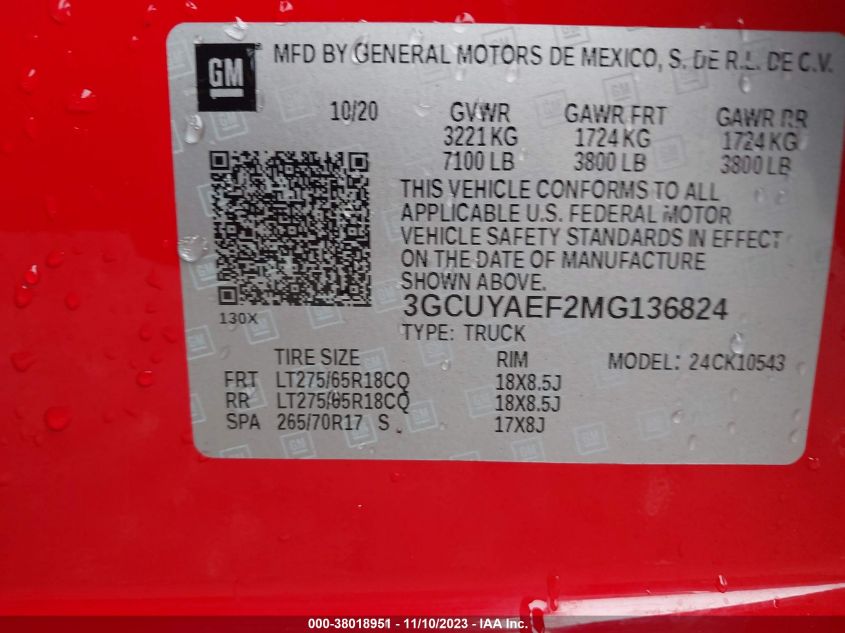 GM MFD BY GENERAL MOTORS DE MEXICO, S. DE R.L. DE C.V.
10/20 GVWR GAWR FRT GAWR RR
3221 KG 1724 KG 1724 KG
7100 LB 3800 LB 3800 LB
THIS VEHICLE CONFORMS TO ALL
APPLICABLE U.S. FEDERAL MOTOR
VEHICLE SAFETY STANDARDS IN EFFECT
ON THE DATE OF MANUFACTURE
SHOWN ABOVE.
3GCUYAEF2MG136824
130X
TYPE: TRUCK
TIRE SIZE RIM MODEL: 24CK10543
FRT LT275/65R18CQ 18X8.5J
RR LT275/65R18CQ 18X8.5J
SPA 265/70R17 S 17X8J
000-38018951 - 11/10/2023 - IAA Inc.